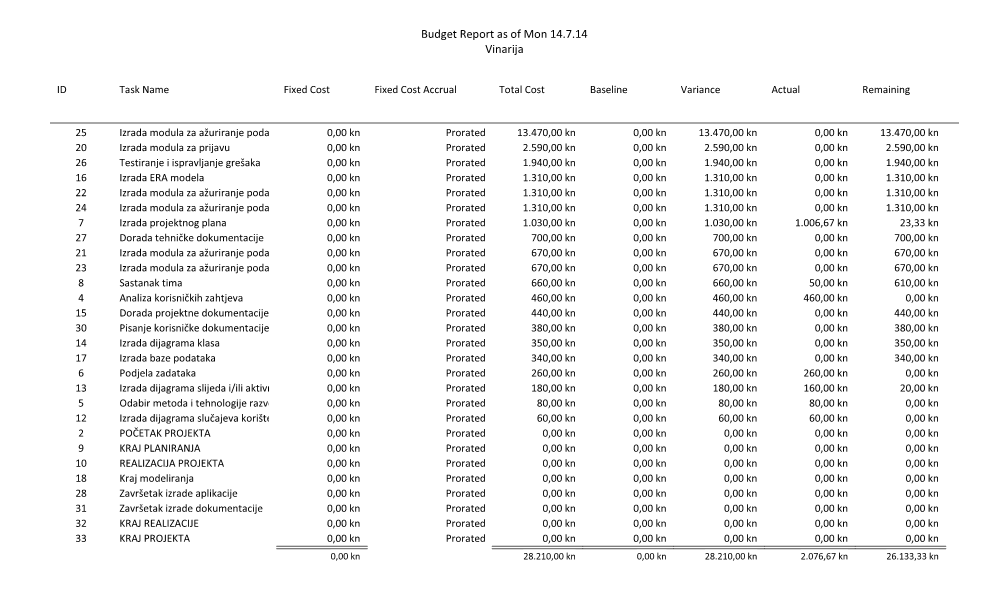 Budget Report as of Mon 14.7.14
Vinarija
ID Task Name Fixed Cost Fixed Cost Accrual Total Cost Baseline Variance Actual Remaining
25 Izrada modula za ažuriranje poda 0,00 kn Prorated 13.470,00 kn 0,00 kn 13.470,00 kn 0,00 kn 13.470,00 kn
20 Izrada modula za prijavu 0,00 kn Prorated 2.590,00 kn 0,00 kn 2.590,00 kn 0,00 kn 2.590,00 kn
26 Testiranje i ispravljanje grešaka 0,00 kn Prorated 1.940,00 kn 0,00 kn 1.940,00 kn 0,00 kn 1.940,00 kn
16 Izrada ERA modela 0,00 kn Prorated 1.310,00 kn 0,00 kn 1.310,00 kn 0,00 kn 1.310,00 kn
22 Izrada modula za ažuriranje poda 0,00 kn Prorated 1.310,00 kn 0,00 kn 1.310,00 kn 0,00 kn 1.310,00 kn
24 Izrada modula za ažuriranje poda 0,00 kn Prorated 1.310,00 kn 0,00 kn 1.310,00 kn 0,00 kn 1.310,00 kn
7 Izrada projektnog plana 0,00 kn Prorated 1.030,00 kn 0,00 kn 1.030,00 kn 1.006,67 kn 23,33 kn
27 Dorada tehničke dokumentacije 0,00 kn Prorated 700,00 kn 0,00 kn 700,00 kn 0,00 kn 700,00 kn
21 Izrada modula za ažuriranje poda 0,00 kn Prorated 670,00 kn 0,00 kn 670,00 kn 0,00 kn 670,00 kn
23 Izrada modula za ažuriranje poda 0,00 kn Prorated 670,00 kn 0,00 kn 670,00 kn 0,00 kn 670,00 kn
8 Sastanak tima 0,00 kn Prorated 660,00 kn 0,00 kn 660,00 kn 50,00 kn 610,00 kn
4 Analiza korisničkih zahtjeva 0,00 kn Prorated 460,00 kn 0,00 kn 460,00 kn 460,00 kn 0,00 kn
15 Dorada projektne dokumentacije 0,00 kn Prorated 440,00 kn 0,00 kn 440,00 kn 0,00 kn 440,00 kn
30 Pisanje korisničke dokumentacije 0,00 kn Prorated 380,00 kn 0,00 kn 380,00 kn 0,00 kn 380,00 kn
14 Izrada dijagrama klasa 0,00 kn Prorated 350,00 kn 0,00 kn 350,00 kn 0,00 kn 350,00 kn
17 Izrada baze podataka 0,00 kn Prorated 340,00 kn 0,00 kn 340,00 kn 0,00 kn 340,00 kn
6 Podjela zadataka 0,00 kn Prorated 260,00 kn 0,00 kn 260,00 kn 260,00 kn 0,00 kn
13 Izrada dijagrama slijeda i/ili aktivi 0,00 kn Prorated 180,00 kn 0,00 kn 180,00 kn 160,00 kn 20,00 kn
5 Odabir metoda i tehnologije razv 0,00 kn Prorated 80,00 kn 0,00 kn 80,00 kn 80,00 kn 0,00 kn
12 Izrada dijagrama slučajeva korište 0,00 kn Prorated 60,00 kn 0,00 kn 60,00 kn 60,00 kn 0,00 kn
2 POČETAK PROJEKTA 0,00 kn Prorated 0,00 kn 0,00 kn 0,00 kn 0,00 kn 0,00 kn
9 KRAJ PLANIRANJA 0,00 kn Prorated 0,00 kn 0,00 kn 0,00 kn 0,00 kn 0,00 kn
10 REALIZACIJA PROJEKTA 0,00 kn Prorated 0,00 kn 0,00 kn 0,00 kn 0,00 kn 0,00 kn
18 Kraj modeliranja 0,00 kn Prorated 0,00 kn 0,00 kn 0,00 kn 0,00 kn 0,00 kn
28 Završetak izrade aplikacije 0,00 kn Prorated 0,00 kn 0,00 kn 0,00 kn 0,00 kn 0,00 kn
31 Završetak izrade dokumentacije 0,00 kn Prorated 0,00 kn 0,00 kn 0,00 kn 0,00 kn 0,00 kn
32 KRAJ REALIZACIJE 0,00 kn Prorated 0,00 kn 0,00 kn 0,00 kn 0,00 kn 0,00 kn
33 KRAJ PROJEKTA 0,00 kn Prorated 0,00 kn 0,00 kn 0,00 kn 0,00 kn 0,00 kn
0,00 kn 28.210,00 kn 0,00 kn 28.210,00 kn 2.076,67 kn 26.133,33 kn